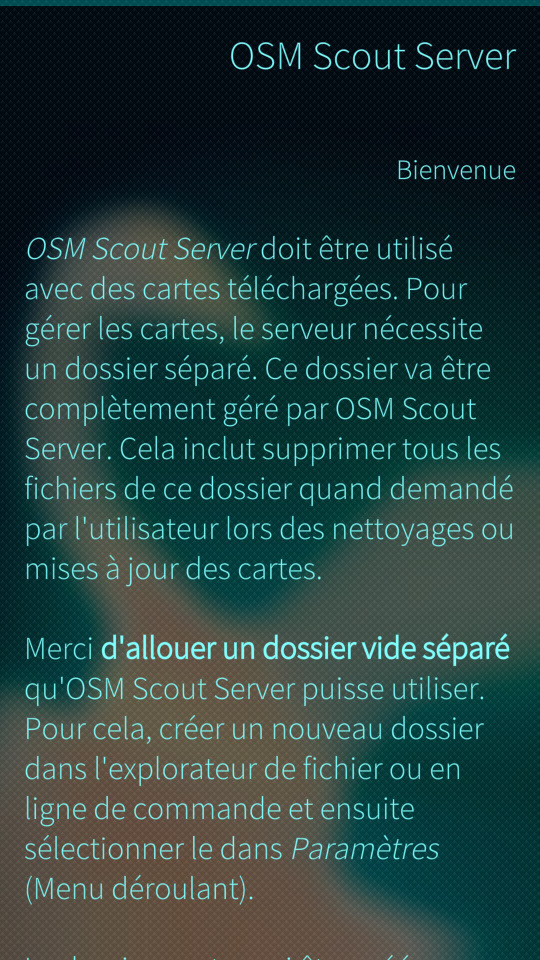 OSM Scout Server
Bienvenue
OSM Scout Server doit être utilisé
avec des cartes téléchargées. Pour
gérer les cartes, le serveur nécessite
un dossier séparé. Ce dossier va être
complètement géré par OSM Scout
Server. Cela inclut supprimer tous les
fichiers de ce dossier quand demandé
par l'utilisateur lors des nettoyages ou
mises à jour des cartes.
Merci d'allouer un dossier vide séparé
qu'OSM Scout Server puisse utiliser.
Pour cela, créer un nouveau dossier
dans l'explorateur de fichier ou en
ligne de commande et ensuite
sélectionner le dans Paramètres
(Menu déroulant).